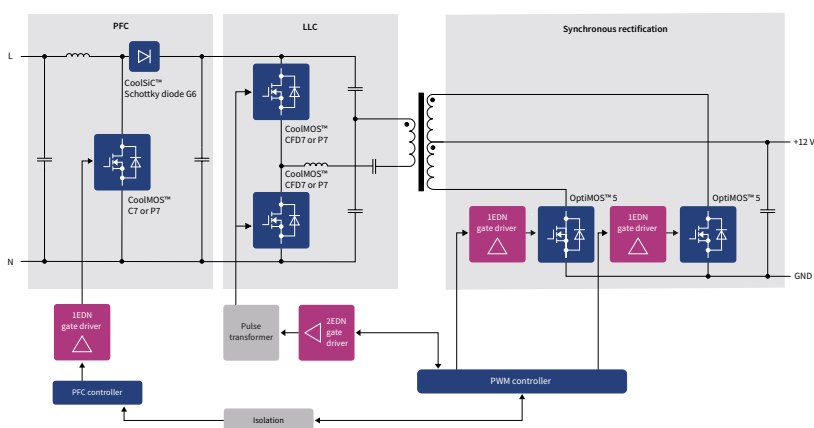 PFC
LLC
Synchronous rectification
L
CoolSiC™
Schottky diode G6
CoolMOS™
CFD7 or P7
CoolMOS™
CFD7 or P7
CoolMOS™
C7 or P7
+12 V
OptiMOS™ 5
OptiMOS™ 5
1EDN
gate driver
1EDN
gate driver
N
GND
1EDN
gate driver
Pulse
transformer
2EDN
gate
driver
PFC controller
PWM controller
Isolation